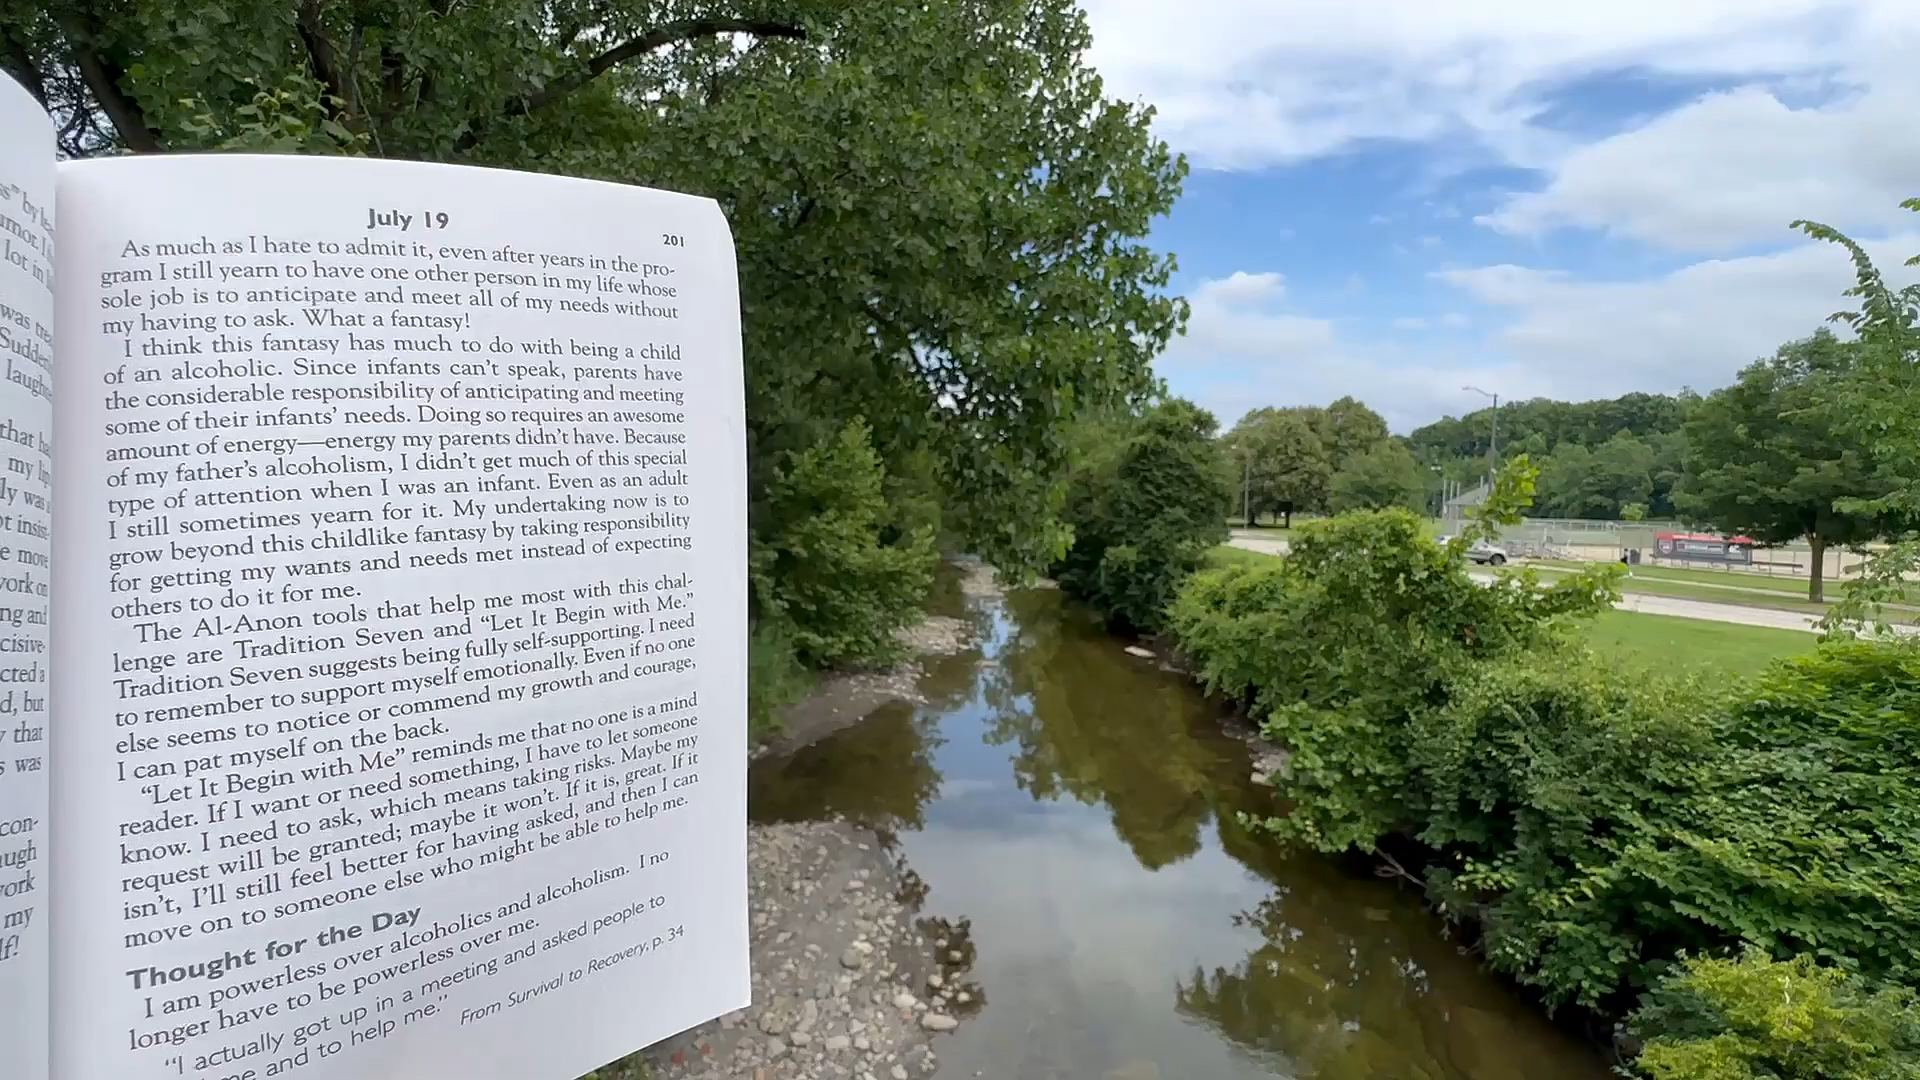 July 19
201
As much as I hate to admit it, even after years in the pro-
gram I still yearn to have one other person in my life whose
sole job is to anticipate and meet all of my needs without
my having to ask. What a fantasy!
I think this fantasy has much to do with being a child
of an alcoholic. Since infants can't speak, parents have
the considerable responsibility of anticipating and meeting
some of their infants' needs. Doing so requires an awesome
amount of energy—energy my parents didn't have. Because
of my father's alcoholism, I didn't get much of this special
type of attention when I was an infant. Even as an adult
I still sometimes yearn for it. My undertaking now is to
grow beyond this childlike fantasy by taking responsibility
for getting my wants and needs met instead of expecting
others to do it for me.
The Al-Anon tools that help me most with this chal-
lenge are Tradition Seven and “Let It Begin with Me.”
Tradition Seven suggests being fully self-supporting. I need
to remember to support myself emotionally. Even if no one
else seems to notice or commend my growth and courage,
I can pat myself on the back.
“Let It Begin with Me” reminds me that no one is a mind
reader. If I want or need something, I have to let someone
know. I need to ask, which means taking risks. Maybe my
request will be granted; maybe it won't. If it is, great. If it
isn't, I'll still feel better for having asked, and then I can
move on to someone else who might be able to help me.
Thought for the Day
I am powerless over alcoholics and alcoholism. I no
longer have to be powerless over me.
“I actually got up in a meeting and asked people to
and to help me.”
From Survival to Recovery, p. 34